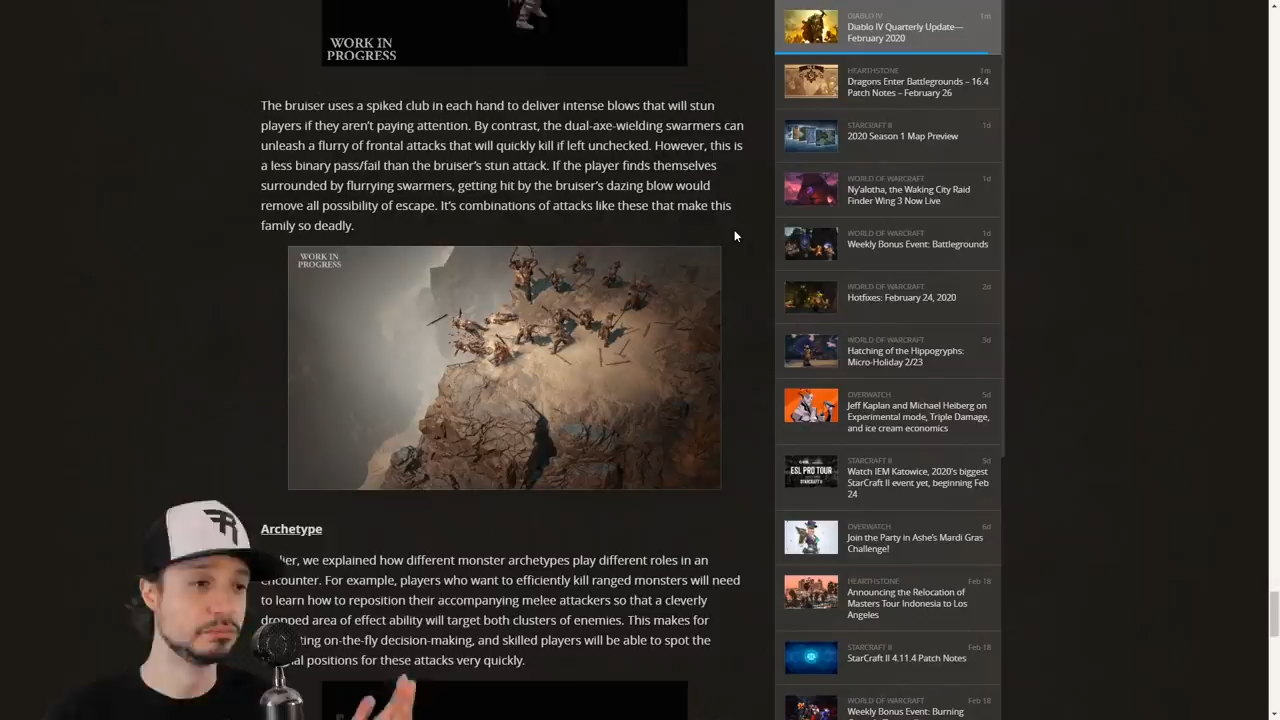 WORK IN
PROGRESS
The bruiser uses a spiked club in each hand to deliver intense blows that will stun
players if they aren't paying attention. By contrast, the dual-axe-wielding swarmers can
unleash a flurry of frontal attacks that will quickly kill if left unchecked. However, this is
a less binary pass/fail than the bruiser's stun attack. If the player finds themselves
surrounded by flurrying swarmers, getting hit by the bruiser's dazing blow would
remove all possibility of escape. It's combinations of attacks like these that make this
family so deadly.
WORK IN
PROGRESS
Archetype
lier, we explained how different monster archetypes play different roles in an
encounter. For example, players who want to efficiently kill ranged monsters will need
to learn how to reposition their accompanying melee attackers so that a cleverly
dropped area of effect ability will target both clusters of enemies. This makes for
ting on-the-fly decision-making, and skilled players will be able to spot the
al positions for these attacks very quickly.
DIABLO IV 1m
Diablo IV Quarterly Update—
February 2020
HEARTHSTONE 1m
Dragons Enter Battlegrounds – 16.4
Patch Notes – February 26
STARCRAFT II 1d
2020 Season 1 Map Preview
WORLD OF WARCRAFT 1d
Ny'alotha, the Waking City Raid
Finder Wing 3 Now Live
WORLD OF WARCRAFT 1d
Weekly Bonus Event: Battlegrounds
WORLD OF WARCRAFT 2d
Hotfixes: February 24, 2020
WORLD OF WARCRAFT 3d
Hatching of the Hippogryphs:
Micro-Holiday 2/23
OVERWATCH 5d
Jeff Kaplan and Michael Heiberg on
Experimental mode, Triple Damage,
and ice cream economics
ESL PRO TOUR
STARCRAFT II
STARCRAFT II 5d
Watch IEM Katowice, 2020's biggest
StarCraft II event yet, beginning Feb
24
OVERWATCH 6d
Join the Party in Ashe's Mardi Gras
Challenge!
HEARTHSTONE Feb 18
Announcing the Relocation of
Masters Tour Indonesia to Los
Angeles
STARCRAFT II Feb 18
StarCraft II 4.11.4 Patch Notes
WORLD OF WARCRAFT Feb 18
Weekly Bonus Event: Burning